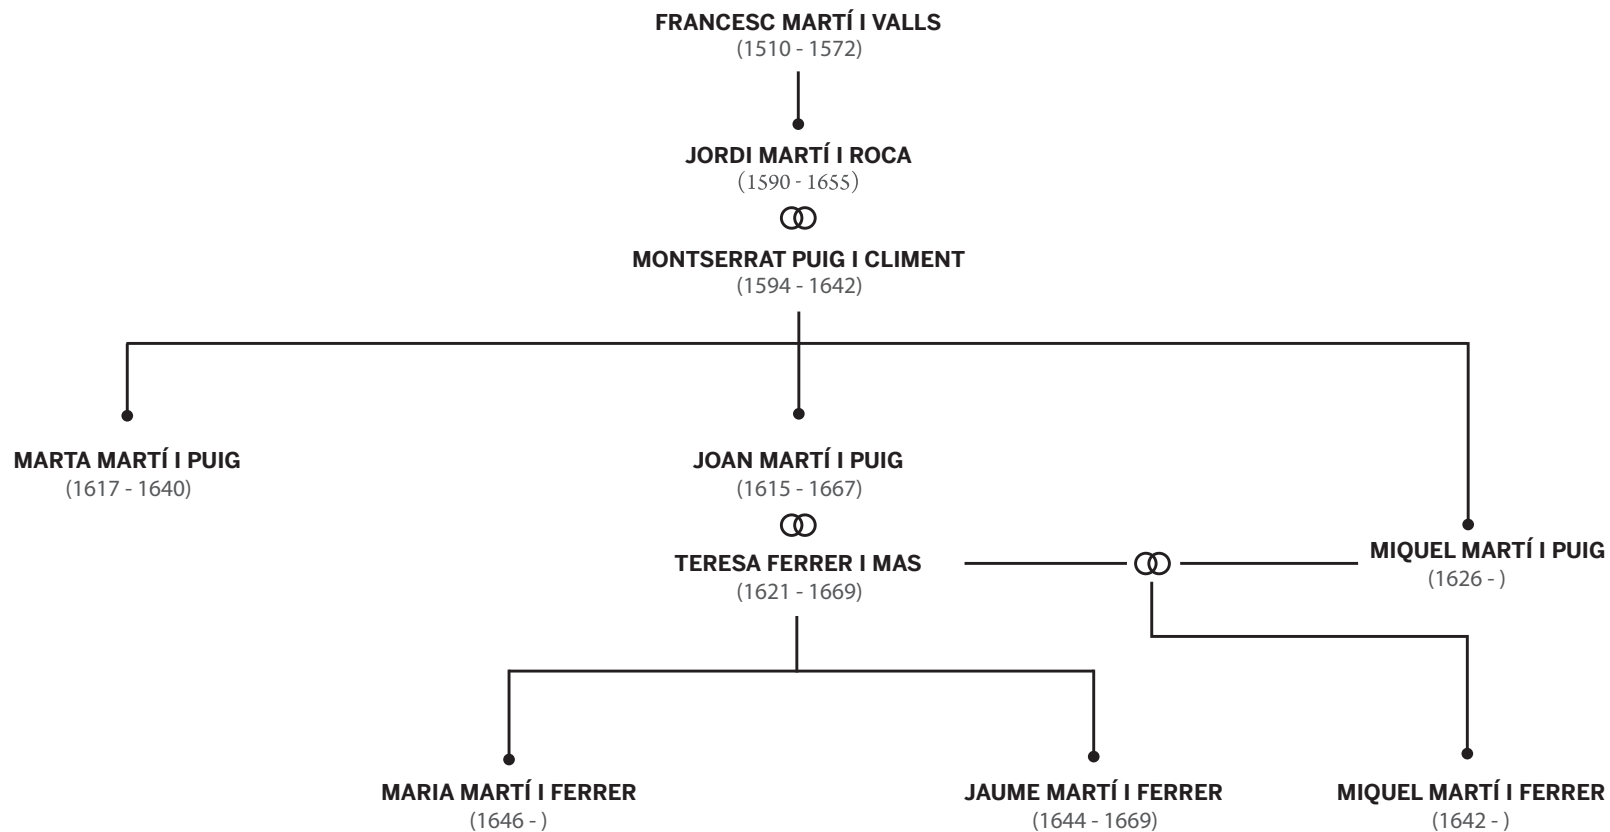 FRANCESC MARTÍ I VALLS
(1510 - 1572)
JORDI MARTÍ I ROCA
(1590 - 1655)
MONTSERRAT PUIG I CLIMENT
(1594 - 1642)
MARTA MARTÍ I PUIG
(1617 - 1640)
JOAN MARTÍ I PUIG
(1615 - 1667)
TERESA FERRER I MAS
(1621 - 1669)
MIQUEL MARTÍ I PUIG
(1626 - )
MARIA MARTÍ I FERRER
(1646 - )
JAUME MARTÍ I FERRER
(1644 - 1669)
MIQUEL MARTÍ I FERRER
(1642 - )